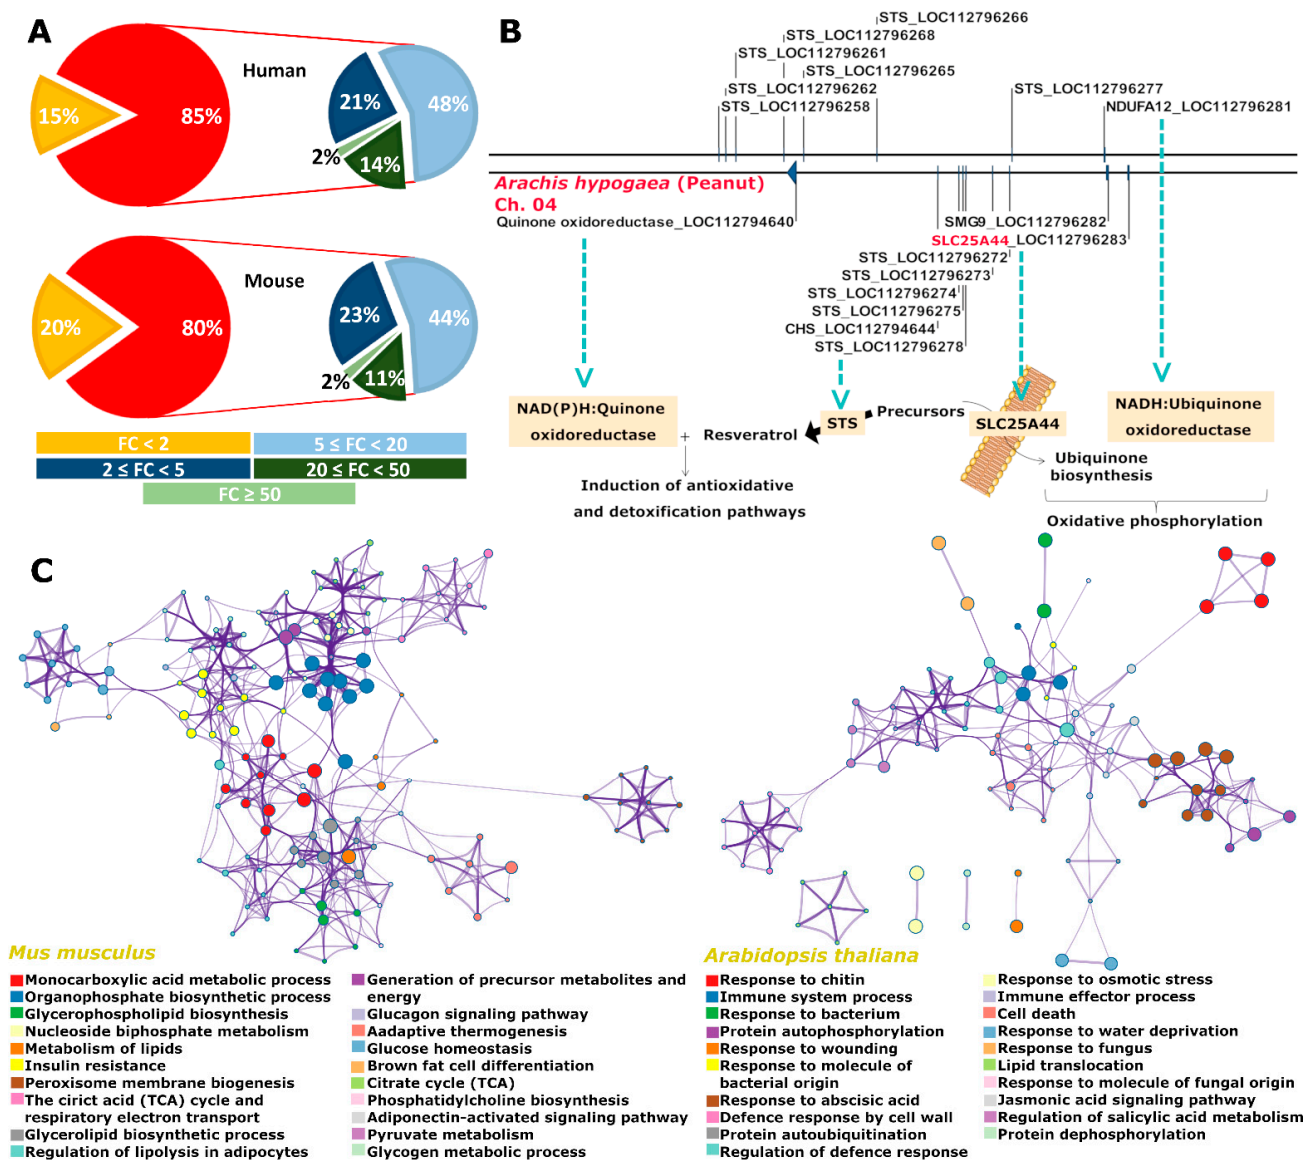 A
Human
15%
85%
21%
48%
2%
14%
Mouse
20%
80%
23%
44%
2%
11%
FC < 2
5 ≤ FC < 20
2 ≤ FC < 5
20 ≤ FC < 50
FC ≥ 50
B
STS_LOC112796266
STS_LOC112796268
STS_LOC112796261
STS_LOC112796265
STS_LOC112796262
STS_LOC112796277
STS_LOC112796258
NDUFA12_LOC112796281
Arachis hypogaea (Peanut)
Ch. 04
Quinone oxidoreductase_LOC112794640
SMG9_LOC112796282
SLC25A44_LOC112796283
STS_LOC112796272
STS_LOC112796273
STS_LOC112796274
STS_LOC112796275
CHS_LOC112794644
STS_LOC112796278
NAD(P)H:Quinone
oxidoreductase
+
Resveratrol
STS
Precursors
SLC25A44
NADH:Ubiquinone
oxidoreductase
Ubiquinone
biosynthesis
Induction of antioxidative
and detoxification pathways
Oxidative phosphorylation
C
Mus musculus
Monocarboxylic acid metabolic process
Organophosphate biosynthetic process
Glycerophospholipid biosynthesis
Nucleoside biphosphate metabolism
Metabolism of lipids
Insulin resistance
Peroxisome membrane biogenesis
The cirict acid (TCA) cycle and
respiratory electron transport
Glycerolipid biosynthetic process
Regulation of lipolysis in adipocytes
Generation of precursor metabolites and
energy
Glucagon signaling pathway
Aadaptive thermogenesis
Glucose homeostasis
Brown fat cell differentiation
Citrate cycle (TCA)
Phosphatidylcholine biosynthesis
Adiponectin-activated signaling pathway
Pyruvate metabolism
Glycogen metabolic process
Arabidopsis thaliana
Response to chitin
Immune system process
Response to bacterium
Protein autophosphorylation
Response to wounding
Response to molecule of
bacterial origin
Response to abscisic acid
Defence response by cell wall
Protein autoubiquitination
Regulation of defence response
Response to osmotic stress
Immune effector process
Cell death
Response to water deprivation
Response to fungus
Lipid translocation
Response to molecule of fungal origin
Jasmonic acid signaling pathway
Regulation of salicylic acid metabolism
Protein dephosphorylation